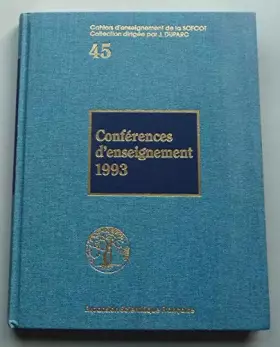 Cahiers d'enseignement de la SOFCOT
Collection dirigée par J. DUPARC
45
Conférences
d'enseignement
1993
Expansion Scientifique Française